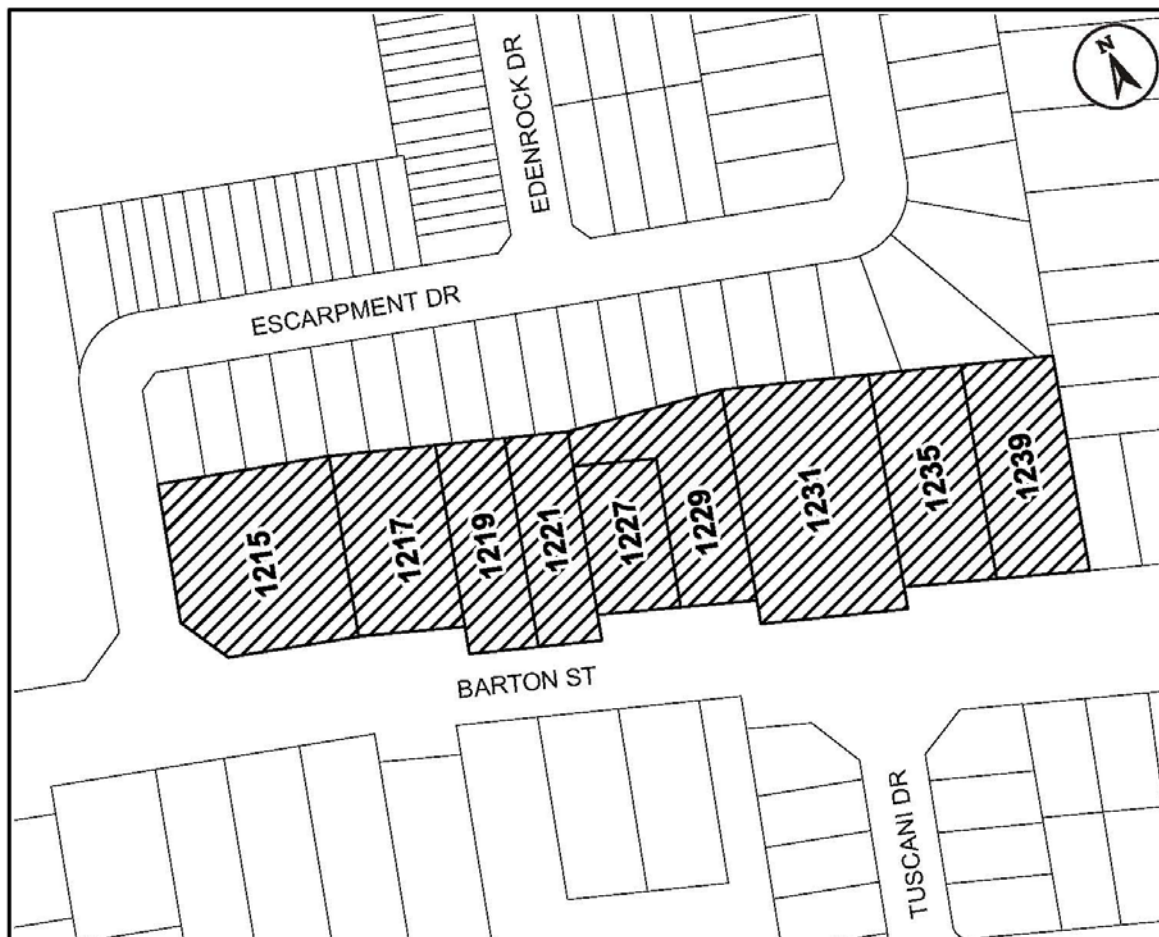 N
EDENROCK DR
ESCARPMENT DR
1215
1217
1219
1221
1227
1229
1231
1235
1239
BARTON ST
TUSCANI DR